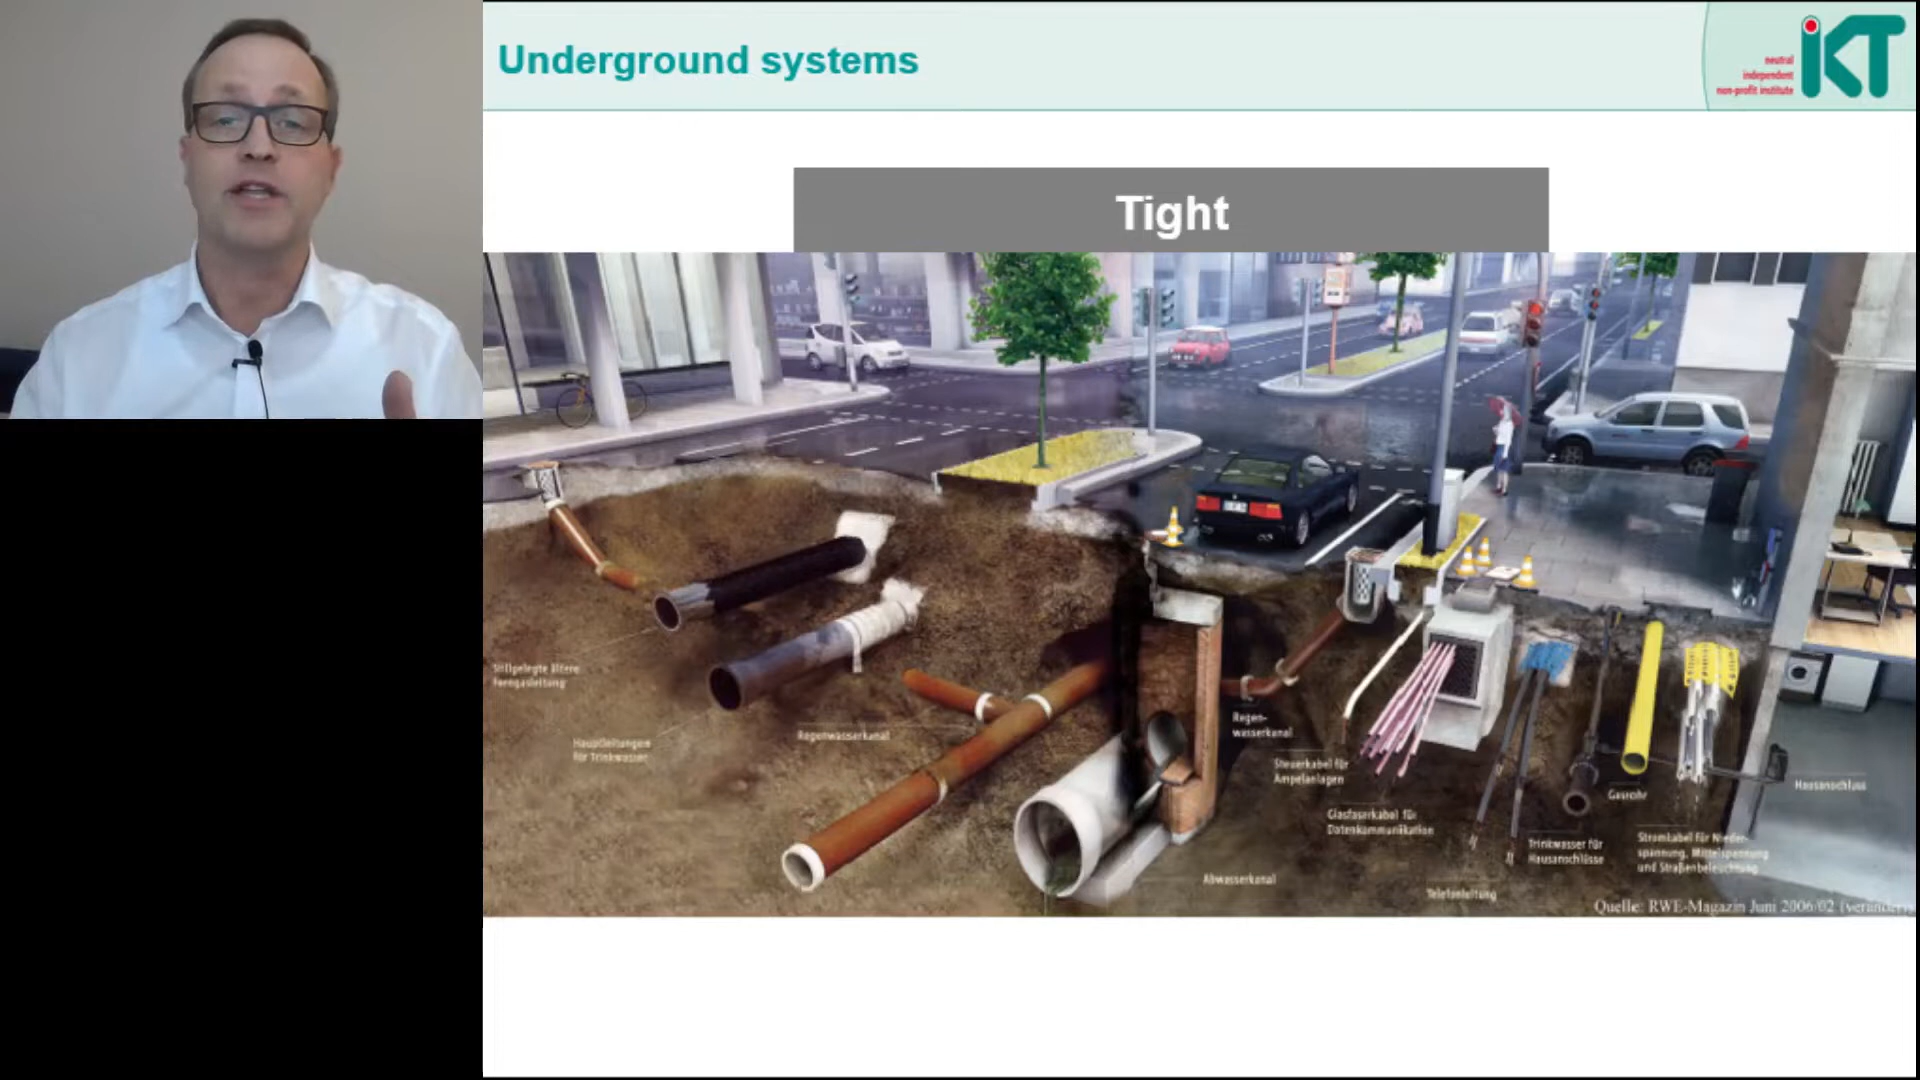 Underground systems
neutral
independent
non-profit institute
iKT
Tight
Stillgelegte ältere
Ferngasleitung
Hauptleitungen
für Trinkwasser
Regenwasserkanal
Regen-
wasserkanal
Steuerkabel für
Ampelanlagen
Glasfaserkabel für
Datenkommunikation
Abwasserkanal
Telefonleitung
Trinkwasser für
Hausanschlüsse
Gasrohr
Stromkabel für Nieder-
spannung, Mittelspannung
und Straßenbeleuchtung
Hausanschluss
Quelle: RWE-Magazin Juni 2006/02 (verändert)